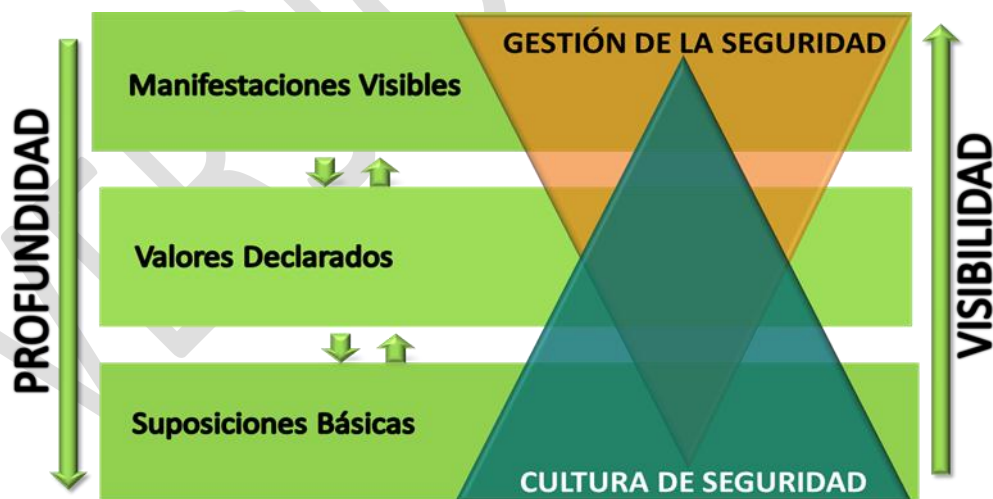 GESTIÓN DE LA SEGURIDAD
Manifestaciones Visibles
PROFUNDIDAD
VISIBILIDAD
Valores Declarados
Suposiciones Básicas
CULTURA DE SEGURIDAD